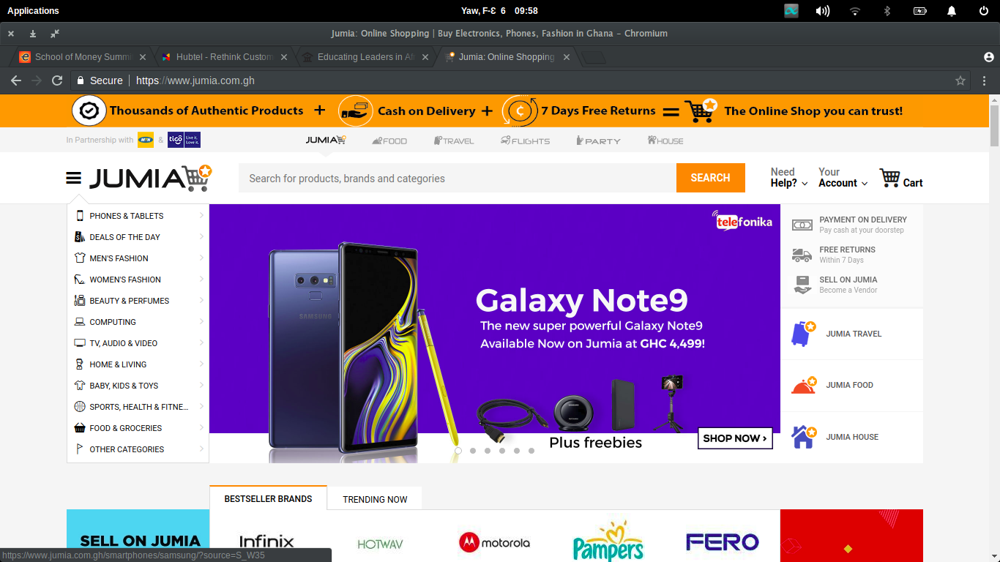 Applications
Yaw, F-Ɛ 6 09:58
Jumia: Online Shopping | Buy Electronics, Phones, Fashion in Ghana - Chromium
School of Money Summi
Hubtel - Rethink Custom
Educating Leaders in Af
Jumia: Online Shopping
Secure
https://www.jumia.com.gh
Thousands of Authentic Products + Cash on Delivery + 7 Days Free Returns = The Online Shop you can trust!
In Partnership with MTN & tiGO Live it. Love it.
JUMIA
FOOD
TRAVEL
FLIGHTS
PARTY
HOUSE
JUMIA
Search for products, brands and categories
SEARCH
Need
Help?
Your
Account
Cart
PHONES & TABLETS
DEALS OF THE DAY
MEN'S FASHION
WOMEN'S FASHION
BEAUTY & PERFUMES
COMPUTING
TV, AUDIO & VIDEO
HOME & LIVING
BABY, KIDS & TOYS
SPORTS, HEALTH & FITNE...
FOOD & GROCERIES
OTHER CATEGORIES
telefonika
SAMSUNG
Galaxy Note9
The new super powerful Galaxy Note9
Available Now on Jumia at GHC 4,499!
Plus freebies
SHOP NOW ›
PAYMENT ON DELIVERY
Pay cash at your doorstep
FREE RETURNS
Within 7 Days
SELL ON JUMIA
Become a Vendor
JUMIA TRAVEL
JUMIA FOOD
JUMIA HOUSE
BESTSELLER BRANDS
TRENDING NOW
SELL ON JUMIA
Infinix
HOTWAV
motorola
Pampers
FERO
https://www.jumia.com.gh/smartphones/samsung/?source=S_W35